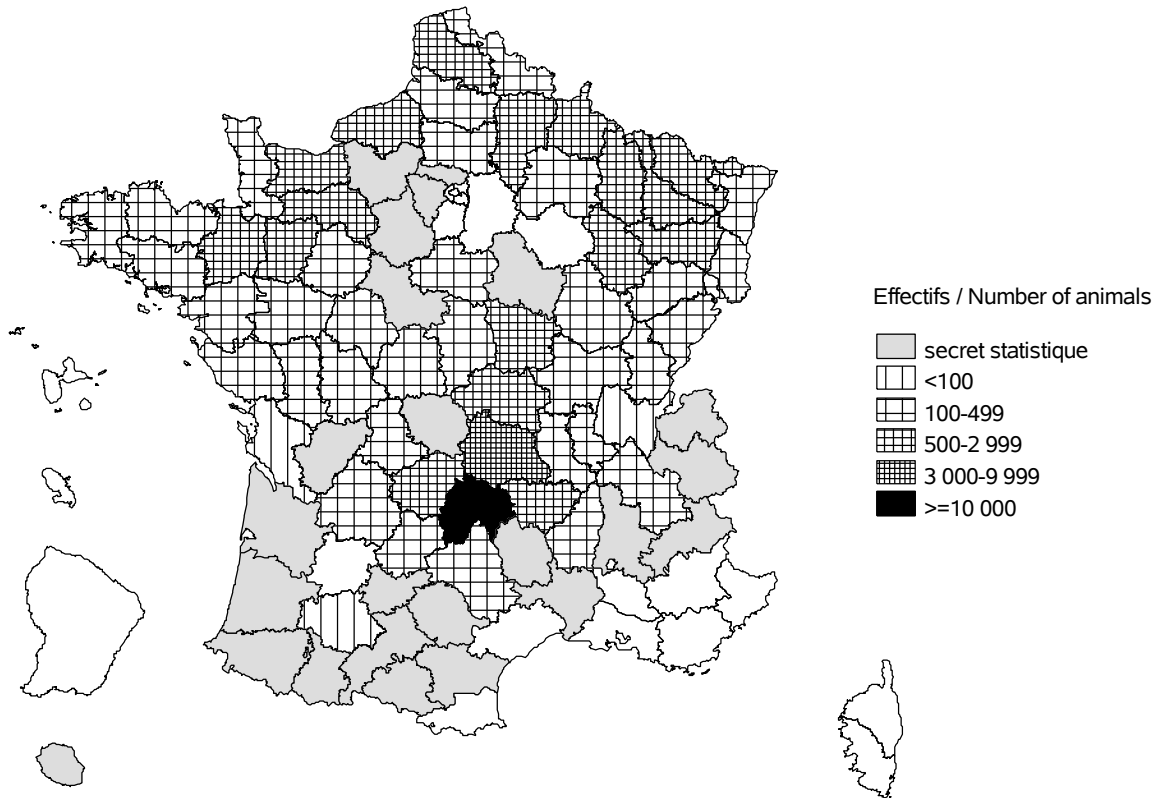 Effectifs / Number of animals
secret statistique
<100
100-499
500-2 999
3 000-9 999
>=10 000